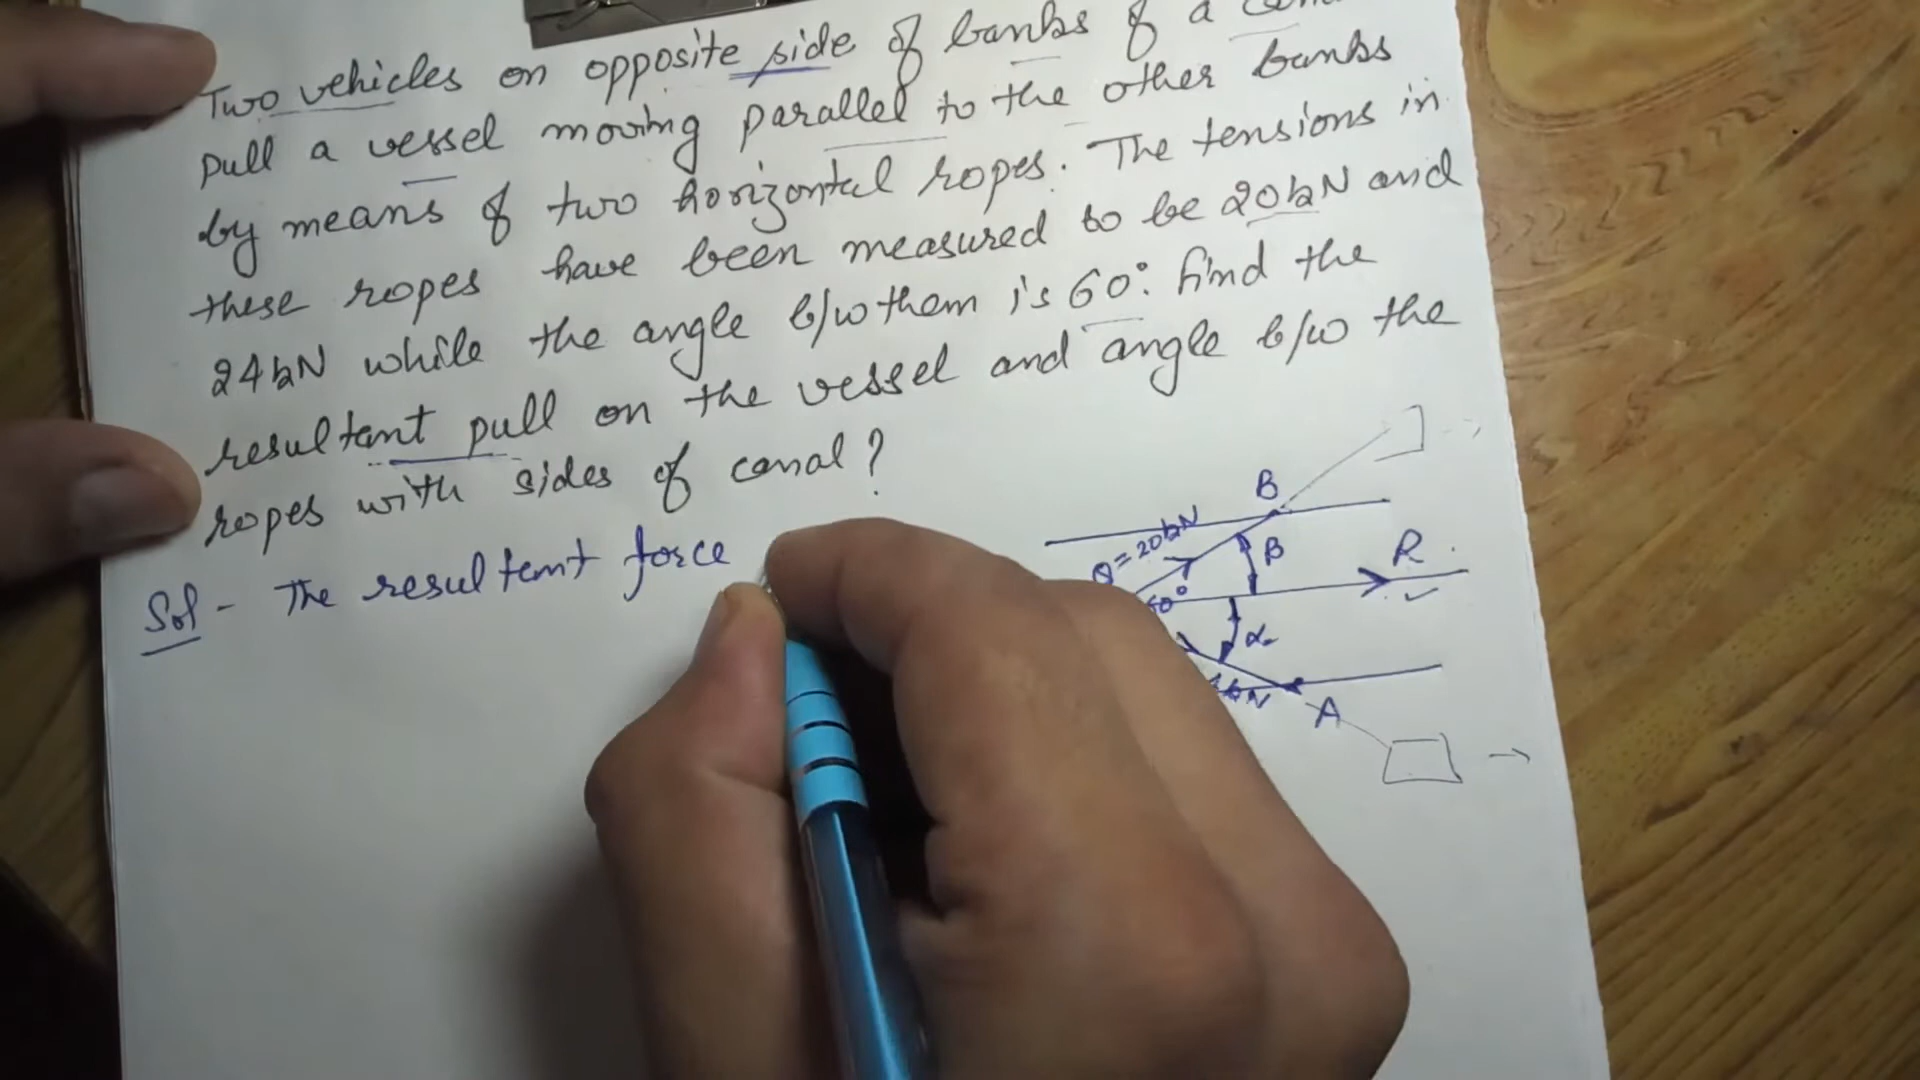 Two vehicles on opposite side of banks of a
pull a vessel moving parallel to the other banks
by means of two horizontal ropes. The tensions in
these ropes have been measured to be 20kN and
24kN while the angle b/w them is 60°. find the
resultant pull on the vessel and angle b/w the
ropes with sides of canal?
Sol - The resultant force
B
Q=20kN
β
R
60°
α
kN
A